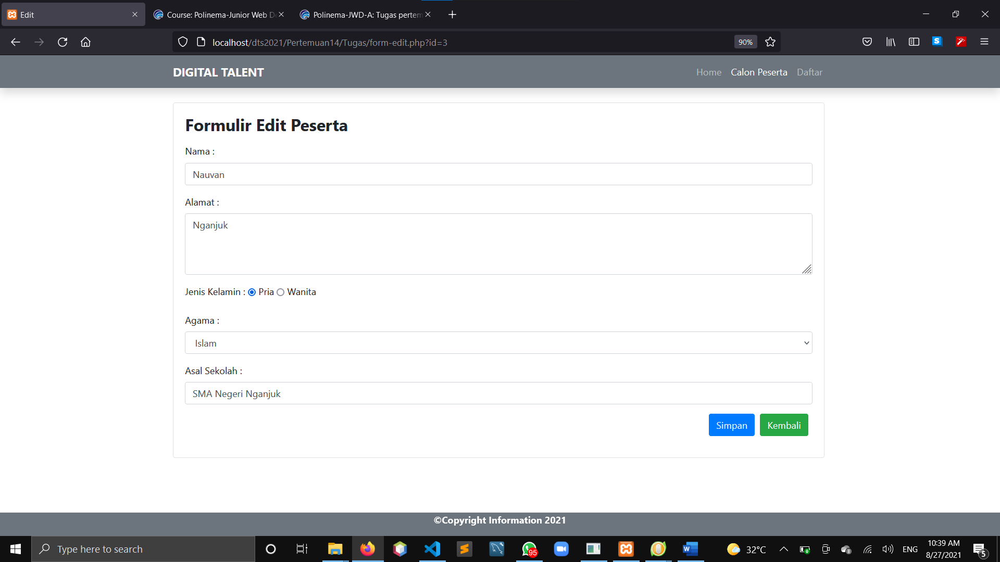 Edit
Course: Polinema-Junior Web De
Polinema-JWD-A: Tugas pertem
localhost/dts2021/Pertemuan14/Tugas/form-edit.php?id=3
90%
DIGITAL TALENT
Home Calon Peserta Daftar
Formulir Edit Peserta
Nama :
Nauvan
Alamat :
Nganjuk
Jenis Kelamin : Pria Wanita
Agama :
Islam
Asal Sekolah :
SMA Negeri Nganjuk
Simpan Kembali
©Copyright Information 2021
Type here to search
95
32°C
ENG
10:39 AM
8/27/2021
5